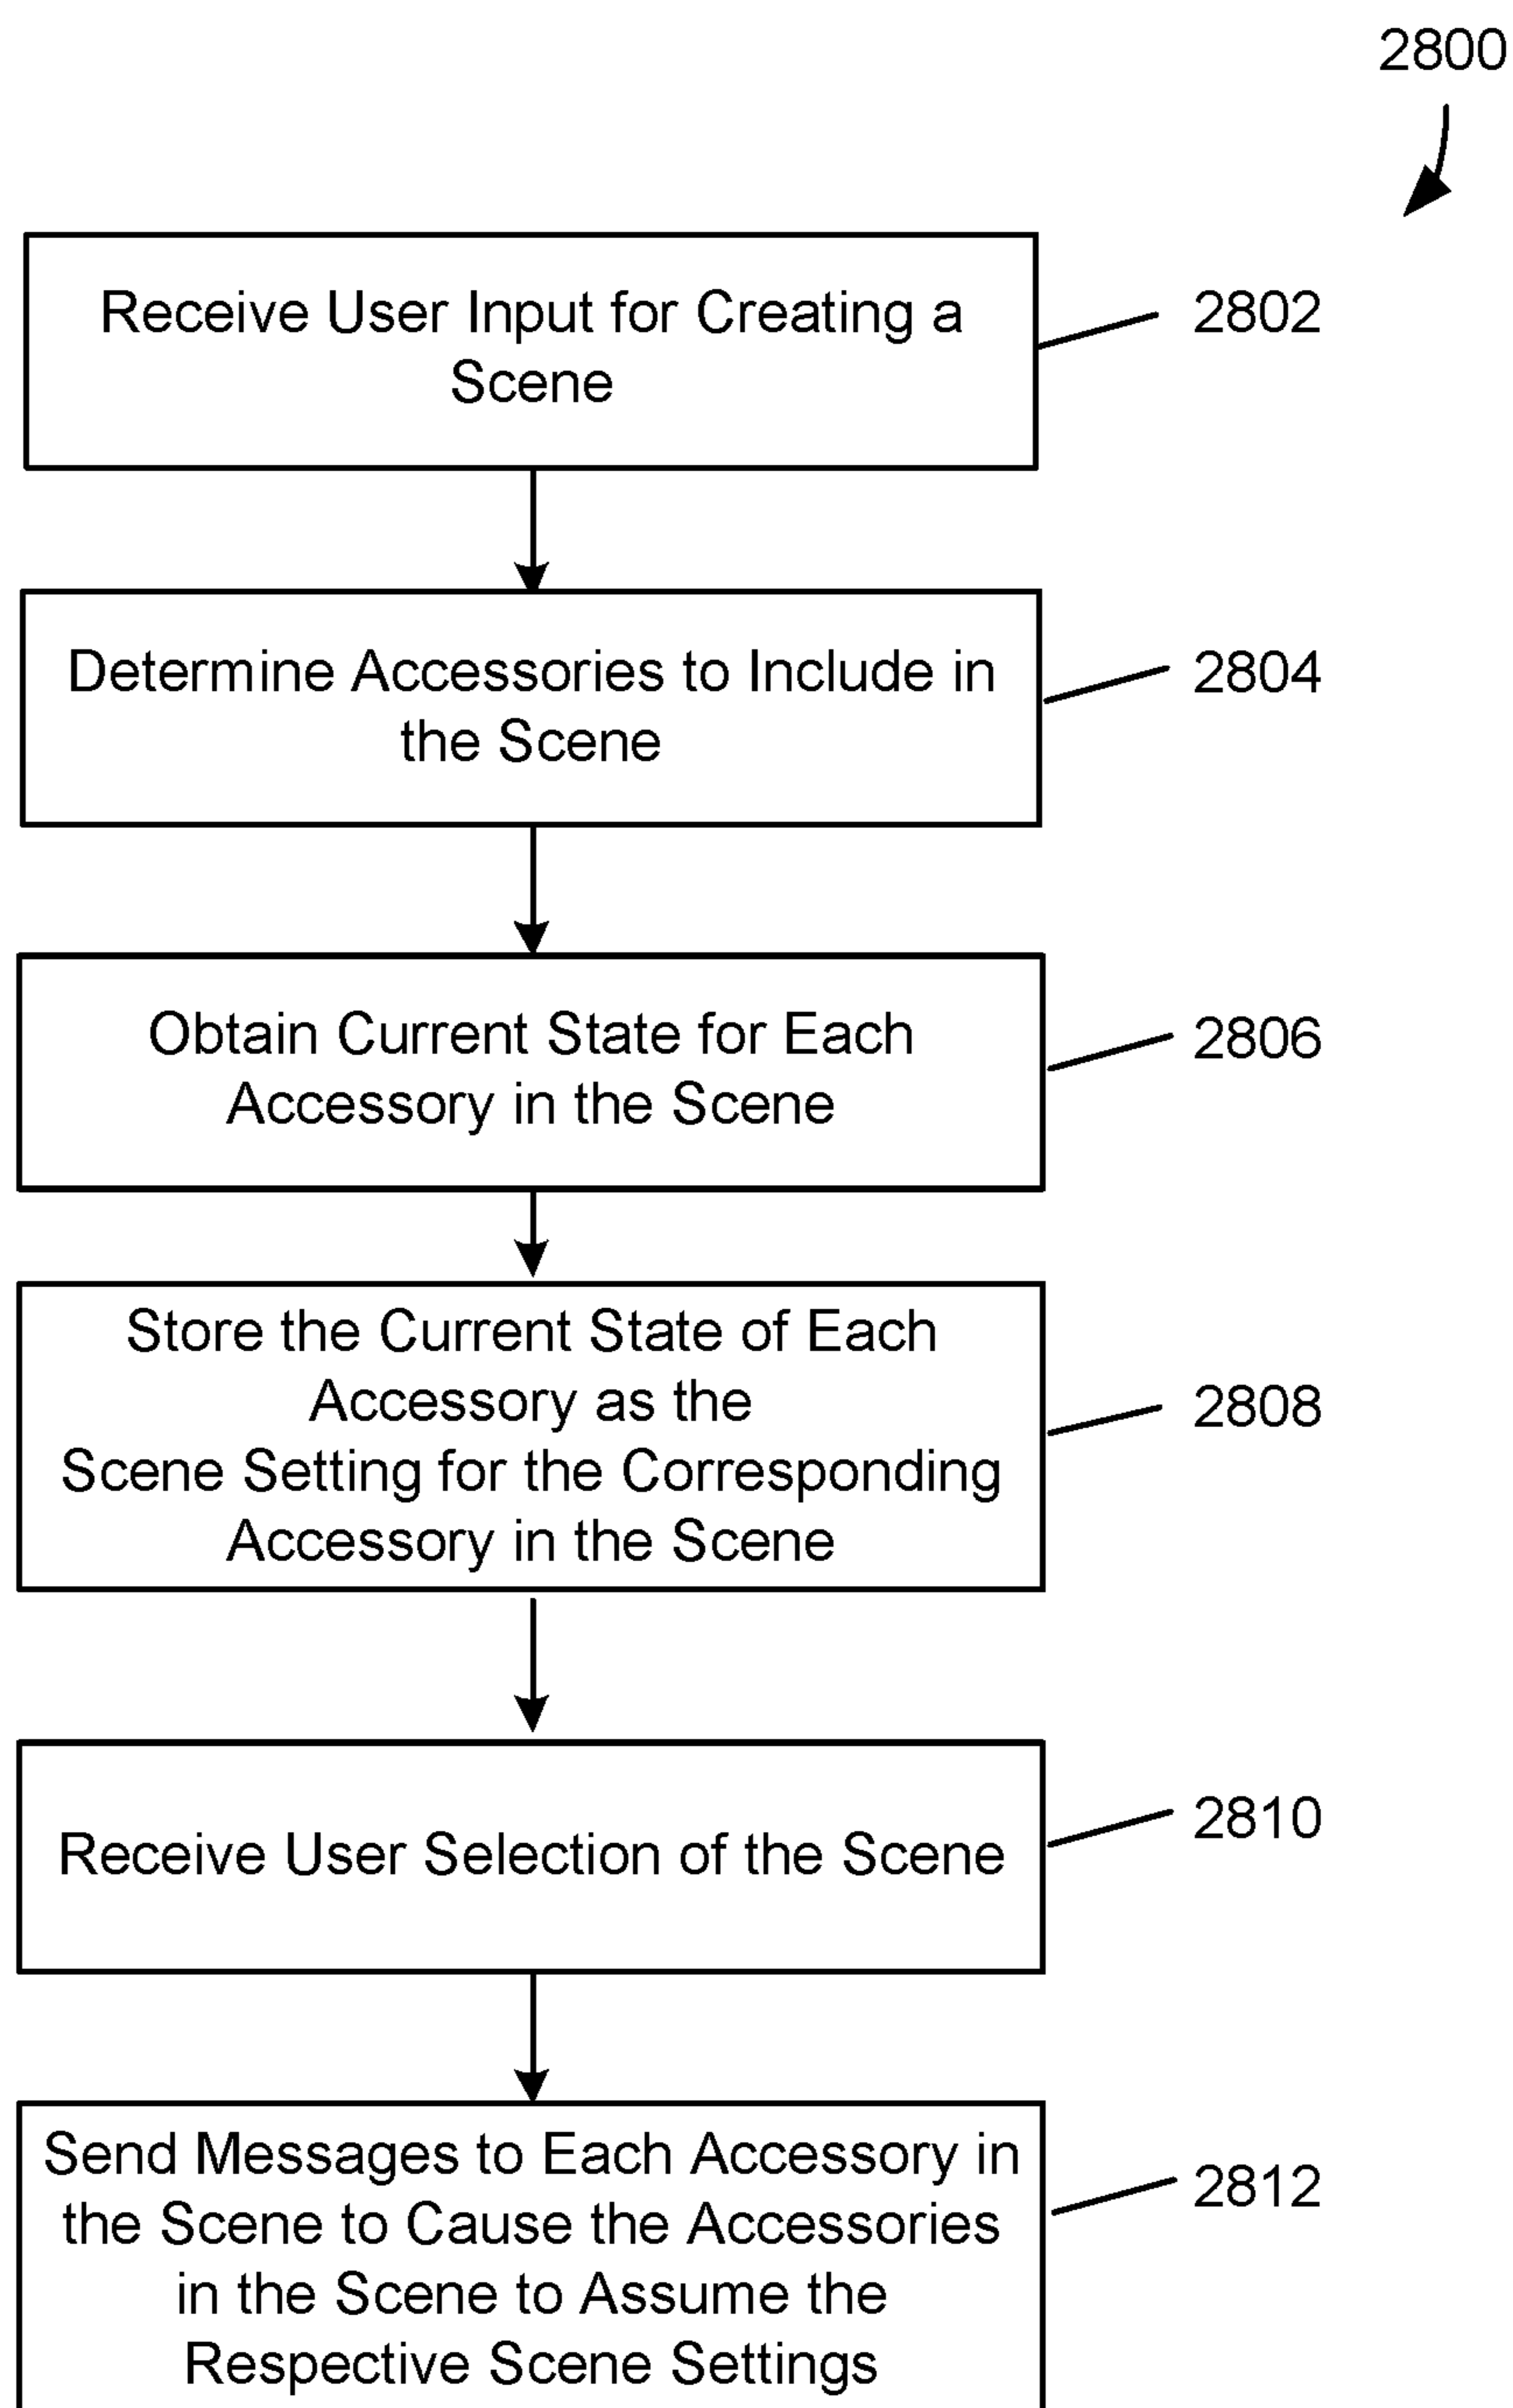 2800
Receive User Input for Creating a
Scene
2802
Determine Accessories to Include in
the Scene
2804
Obtain Current State for Each
Accessory in the Scene
2806
Store the Current State of Each
Accessory as the
Scene Setting for the Corresponding
Accessory in the Scene
2808
Receive User Selection of the Scene
2810
Send Messages to Each Accessory in
the Scene to Cause the Accessories
in the Scene to Assume the
Respective Scene Settings
2812